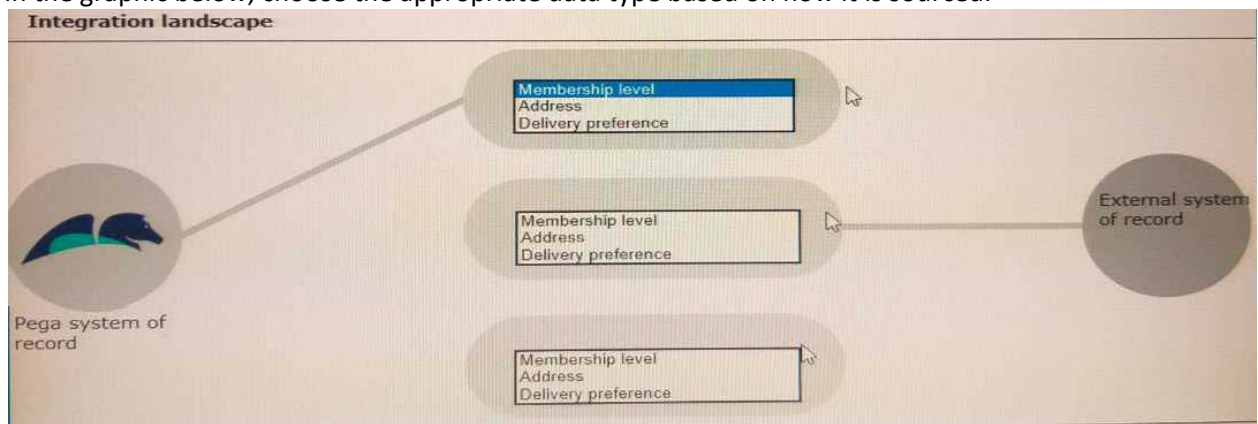 in the graphic below, choose the appropriate data type based on how it is sourced.
Integration landscape
Membership level
Address
Delivery preference
Membership level
Address
Delivery preference
External system
of record
Pega system of
record
Membership level
Address
Delivery preference